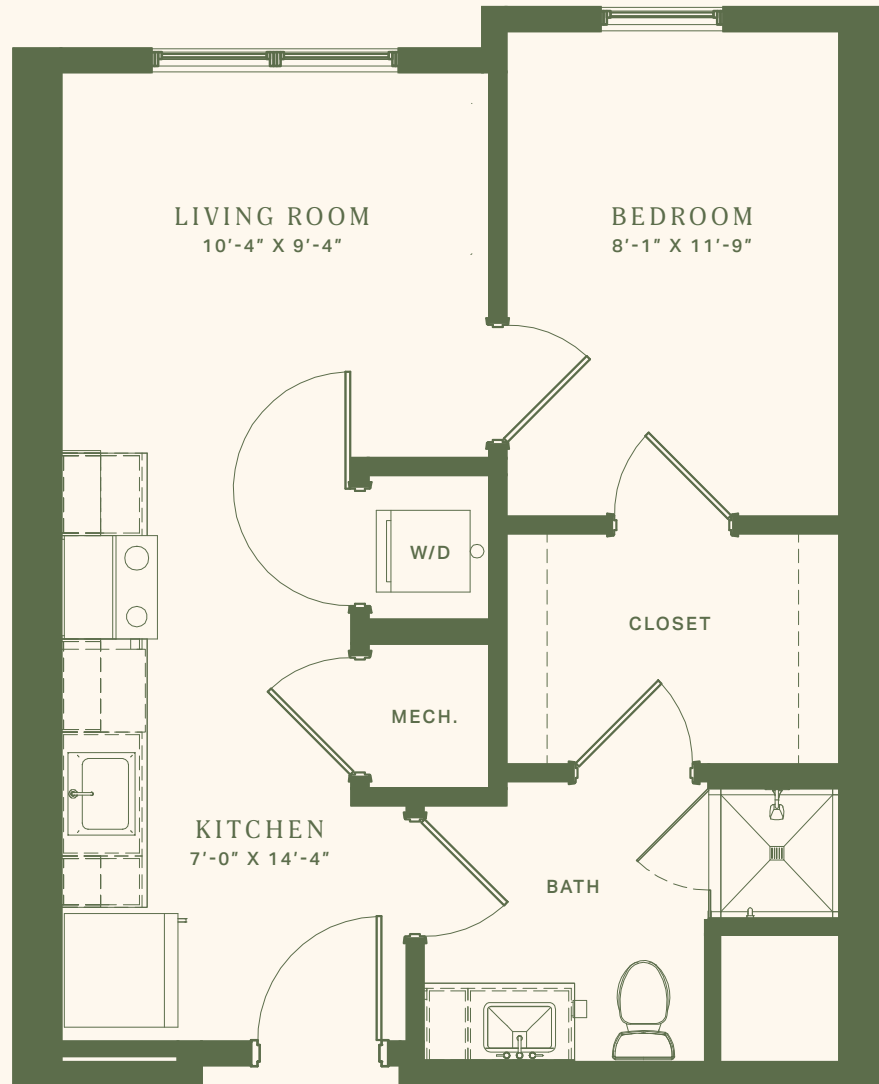 LIVING ROOM
10'-4" X 9'-4"
BEDROOM
8'-1" X 11'-9"
W/D
CLOSET
MECH.
KITCHEN
7'-0" X 14'-4"
BATH